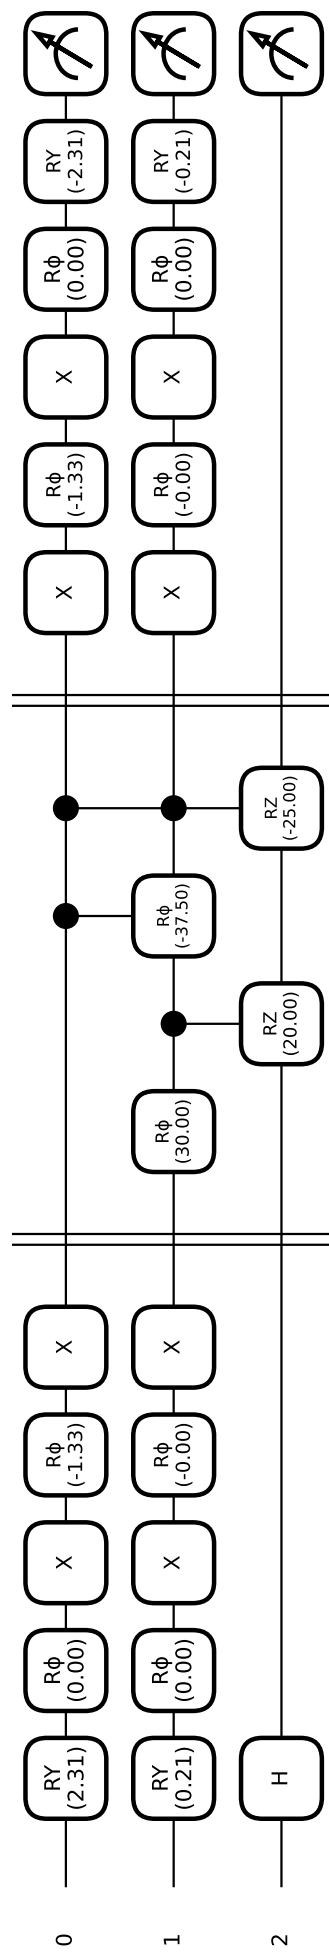 0
RY
(2.31)
Rϕ
(0.00)
X
Rϕ
(-1.33)
X
X
Rϕ
(-1.33)
X
Rϕ
(0.00)
RY
(-2.31)
1
RY
(0.21)
Rϕ
(0.00)
X
Rϕ
(-0.00)
X
Rϕ
(30.00)
Rϕ
(-37.50)
X
Rϕ
(-0.00)
X
Rϕ
(0.00)
RY
(-0.21)
2
H
RZ
(20.00)
RZ
(-25.00)